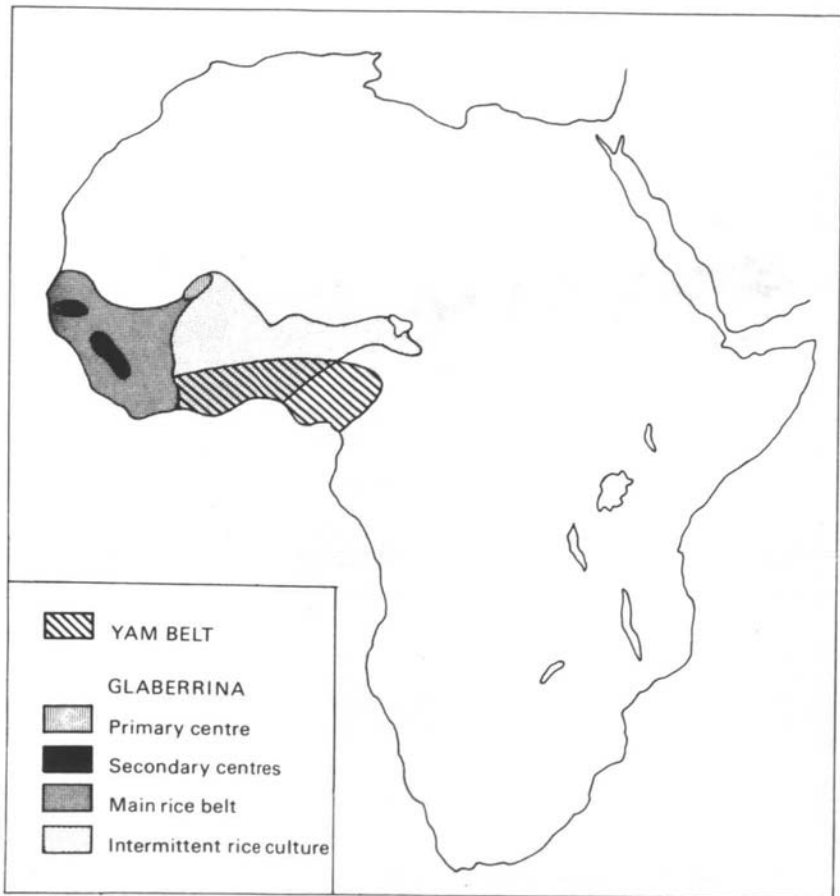 YAM BELT
GLABERRINA
Primary centre
Secondary centres
Main rice belt
Intermittent rice culture